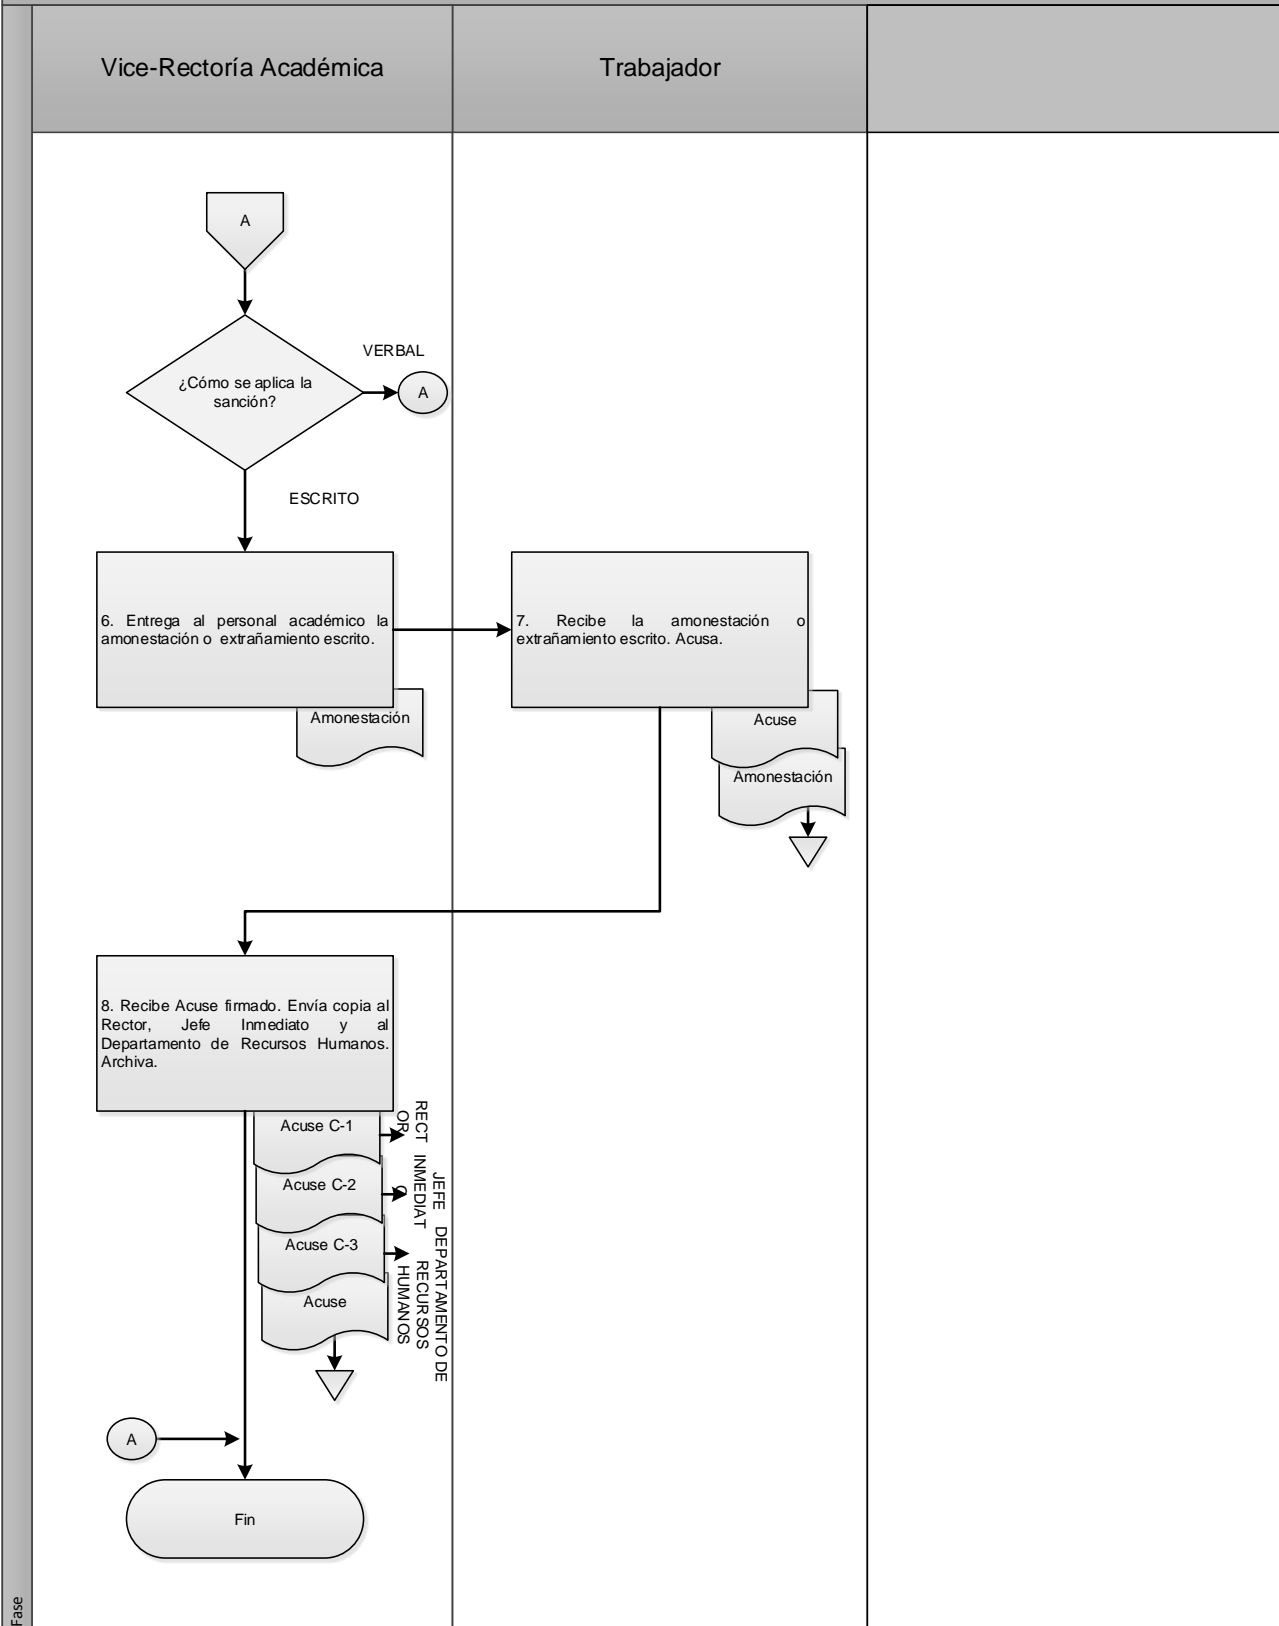 Vice-Rectoría Académica
Trabajador
A
¿Cómo se aplica la
sanción?
VERBAL
A
ESCRITO
6. Entrega al personal académico la
amonestación o extrañamiento escrito.
Amonestación
7. Recibe la amonestación o
extrañamiento escrito. Acusa.
Acuse
Amonestación
8. Recibe Acuse firmado. Envía copia al
Rector, Jefe Inmediato y al
Departamento de Recursos Humanos.
Archiva.
Acuse C-1
RECT
OR
Acuse C-2
JEFE
INMEDIAT
O
Acuse C-3
DEPARTAMENTO DE
RECURSOS
HUMANOS
Acuse
A
Fin
Fase